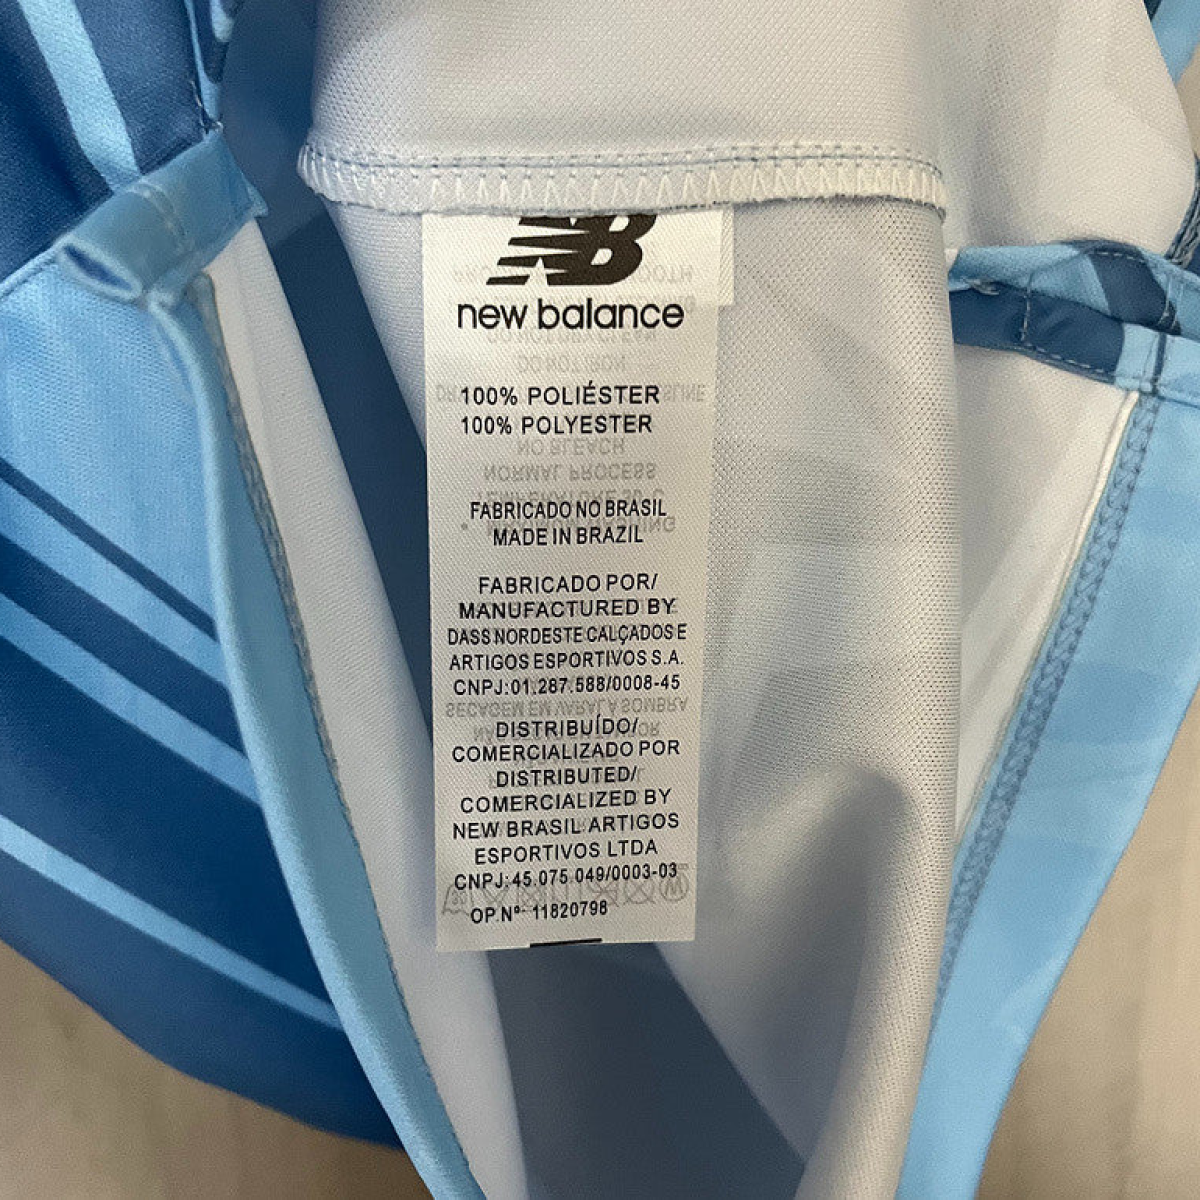 NB
new balance
100% POLIÉSTER
100% POLYESTER
FABRICADO NO BRASIL
MADE IN BRAZIL
FABRICADO POR/
MANUFACTURED BY
DASS NORDESTE CALÇADOS E
ARTIGOS ESPORTIVOS S.A.
CNPJ:01.287.588/0008-45
DISTRIBUÍDO/
COMERCIALIZADO POR
DISTRIBUTED/
COMERCIALIZED BY
NEW BRASIL ARTIGOS
ESPORTIVOS LTDA
CNPJ:45.075.049/0003-03
OP.Nº- 11820798